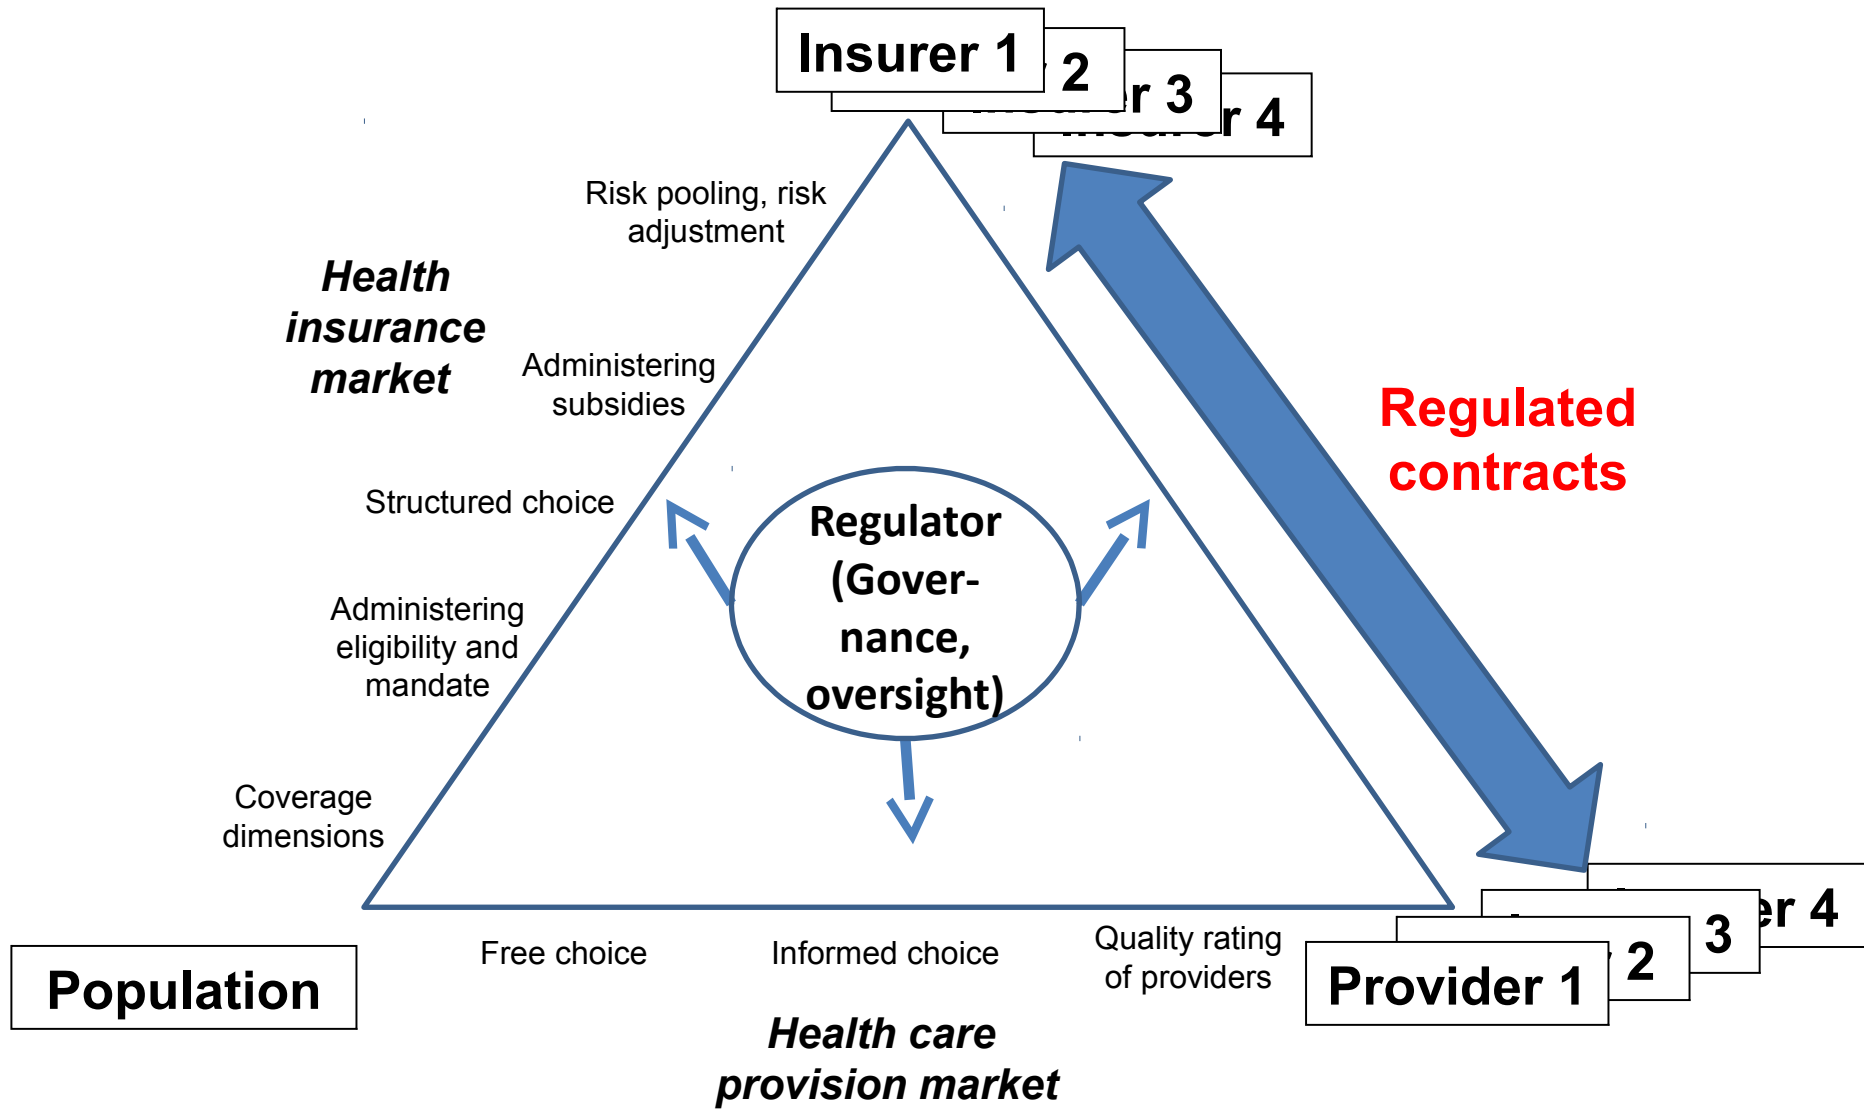 Insurer 1
2
er 3
Insurer 4
Risk pooling, risk
adjustment
Health
insurance
market
Administering
subsidies
Regulated
contracts
Structured choice
Regulator
(Gover-
nance,
oversight)
Administering
eligibility and
mandate
Coverage
dimensions
er 4
3
2
Provider 1
Population
Free choice
Informed choice
Quality rating
of providers
Health care
provision market